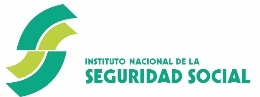 INSTITUTO NACIONAL DE LA
SEGURIDAD SOCIAL